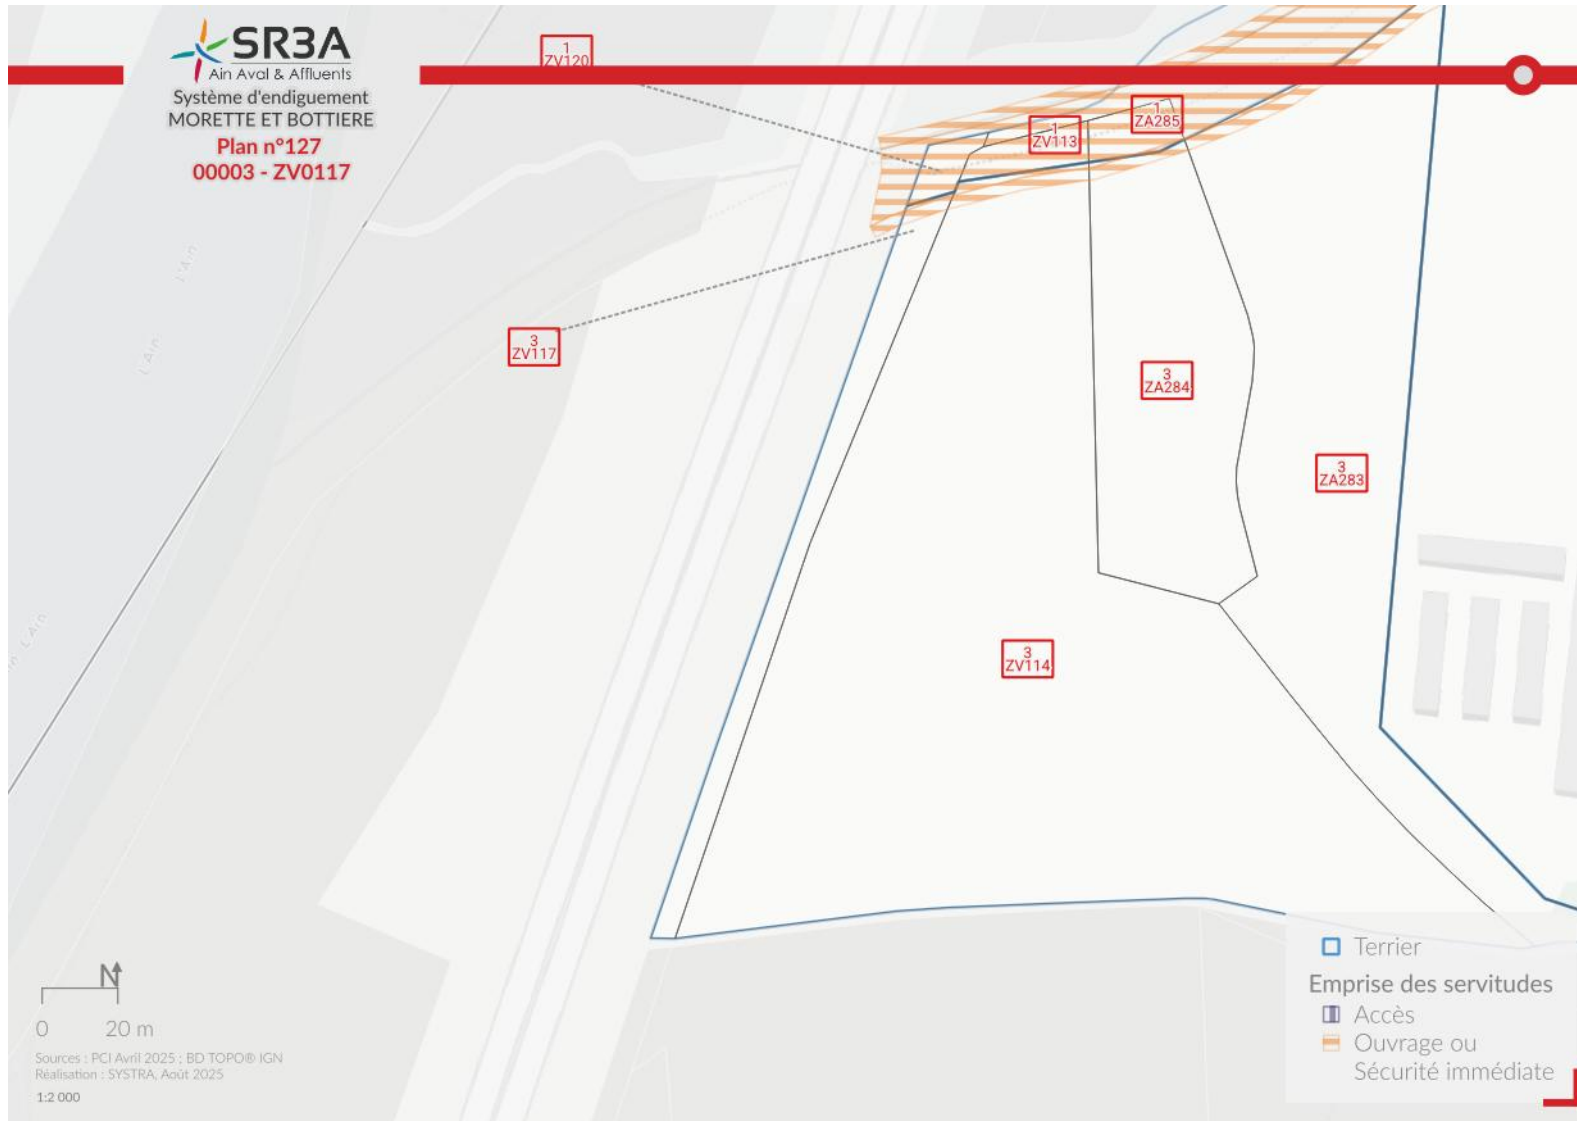 SR3A
Ain Aval & Affluents
Système d'endiguement
MORETTE ET BOTTIERE
Plan n°127
00003 - ZV0117
1
ZV120
1
ZA285
1
ZV113
L'Ain
3
ZV117
L'Ain
3
ZA284
3
ZA283
L'Ain
3
ZV114
N
0 20 m
Sources : PCI Avril 2025 ; BD TOPO® IGN
Réalisation : SYSTRA, Août 2025
1:2 000
Terrier
Emprise des servitudes
Accès
Ouvrage ou
Sécurité immédiate